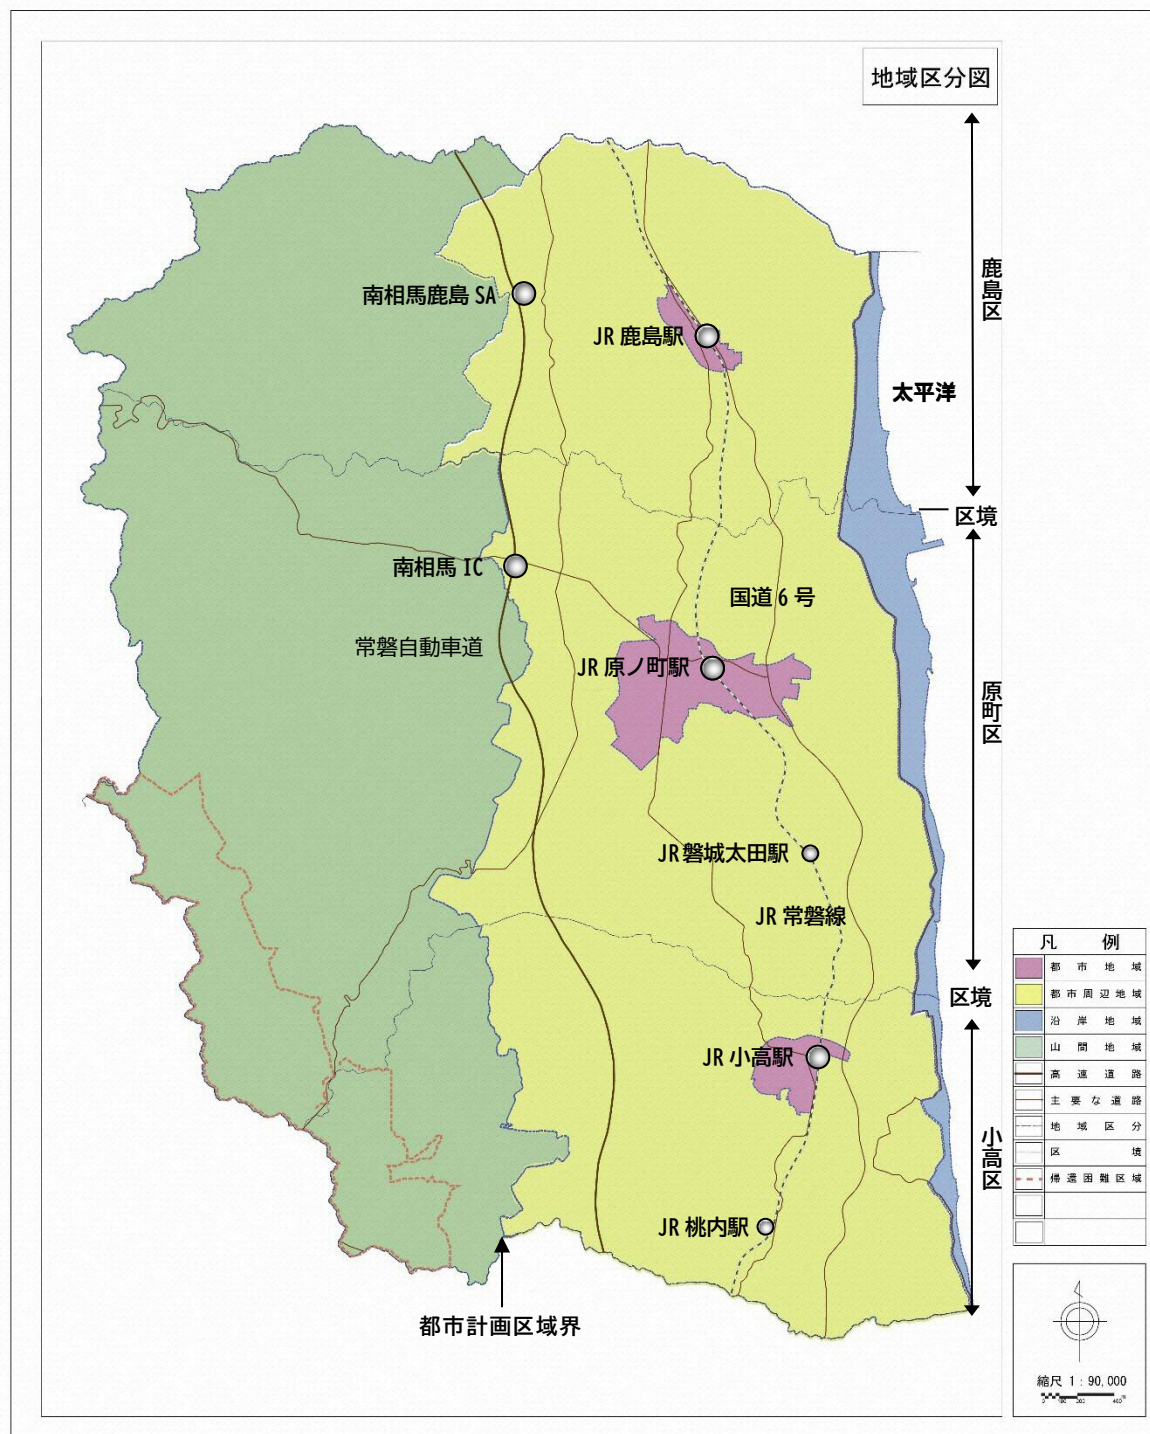 地域区分図
鹿島区
南相馬鹿島 SA
JR 鹿島駅
太平洋
区境
南相馬 IC
国道 6 号
常磐自動車道
JR 原ノ町駅
原町区
JR 磐城太田駅
JR 常磐線
区境
JR 小高駅
小高区
JR 桃内駅
都市計画区域界
凡 例
都市地域
都市周辺地域
沿岸地域
山間地域
高速道路
主要な道路
地域区分
区境
帰還困難区域
縮尺 1 : 90,000